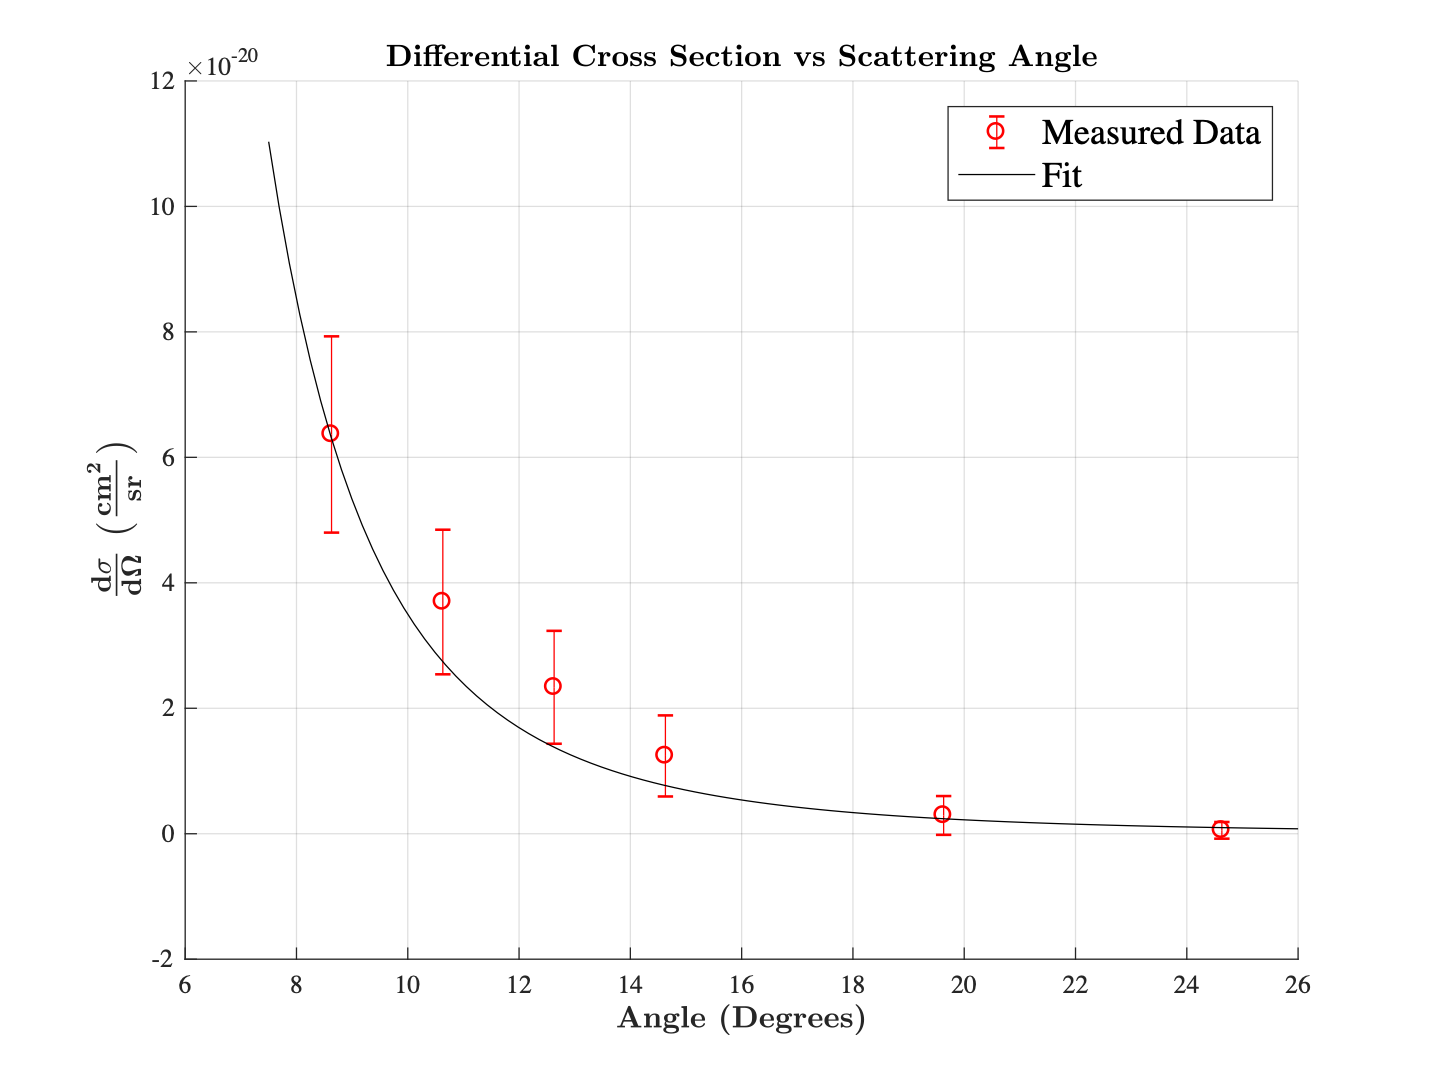 Differential Cross Section vs Scattering Angle
×10-20
12
10
8
6
4
2
0
-2
dσ/dΩ (cm²/sr)
Measured Data
Fit
6 8 10 12 14 16 18 20 22 24 26
Angle (Degrees)